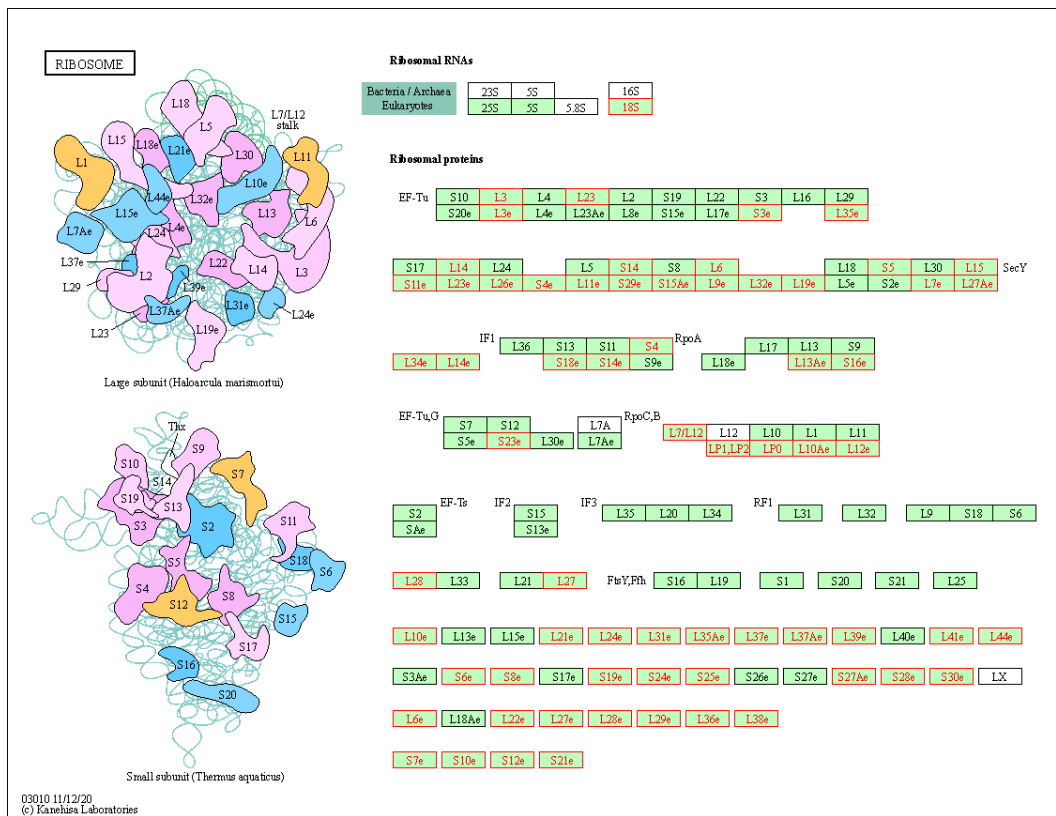 RIBOSOME
L18
L5
L7/L12
stalk
L15
L18e
L21e
L30
L11
L1
L10e
L44e
L32e
L15e
L13
L6
L7Ae
L4e
L24
L37e
L2
L22
L14
L3
L29
L39e
L37Ae
L31e
L24e
L23
L19e
Large subunit (Haloarcula marismortui)
Thx
S9
S10
S7
S14
S19
S13
S3
S2
S11
S5
S18
S6
S4
S12
S8
S15
S17
S16
S20
Small subunit (Thermus aquaticus)
03010 11/12/20
(c) Kanehisa Laboratories
Ribosomal RNAs
Bacteria / Archaea 23S 5S 16S
Eukaryotes 25S 5S 5.8S 18S
Ribosomal proteins
EF-Tu S10 L3 L4 L23 L2 S19 L22 S3 L16 L29
S20e L3e L4e L23Ae L8e S15e L17e S3e L35e
S17 L14 L24 L5 S14 S8 L6 L18 S5 L30 L15 SecY
S11e L23e L26e S4e L11e S29e S15Ae L9e L32e L19e L5e S2e L7e L27Ae
IF1 L36 S13 S11 S4 RpoA L17 L13 S9
L34e L14e S18e S14e S9e L18e L13Ae S16e
EF-Tu,G S7 S12 L7A RpoC,B L7/L12 L12 L10 L1 L11
S5e S23e L30e L7Ae LP1,LP2 LP0 L10Ae L12e
S2 EF-Ts IF2 S15 IF3 L35 L20 L34 RF1 L31 L32 L9 S18 S6
SAe S13e
L28 L33 L21 L27 FtsY,Ffh S16 L19 S1 S20 S21 L25
L10e L13e L15e L21e L24e L31e L35Ae L37e L37Ae L39e L40e L41e L44e
S3Ae S6e S8e S17e S19e S24e S25e S26e S27e S27Ae S28e S30e LX
L6e L18Ae L22e L27e L28e L29e L36e L38e
S7e S10e S12e S21e